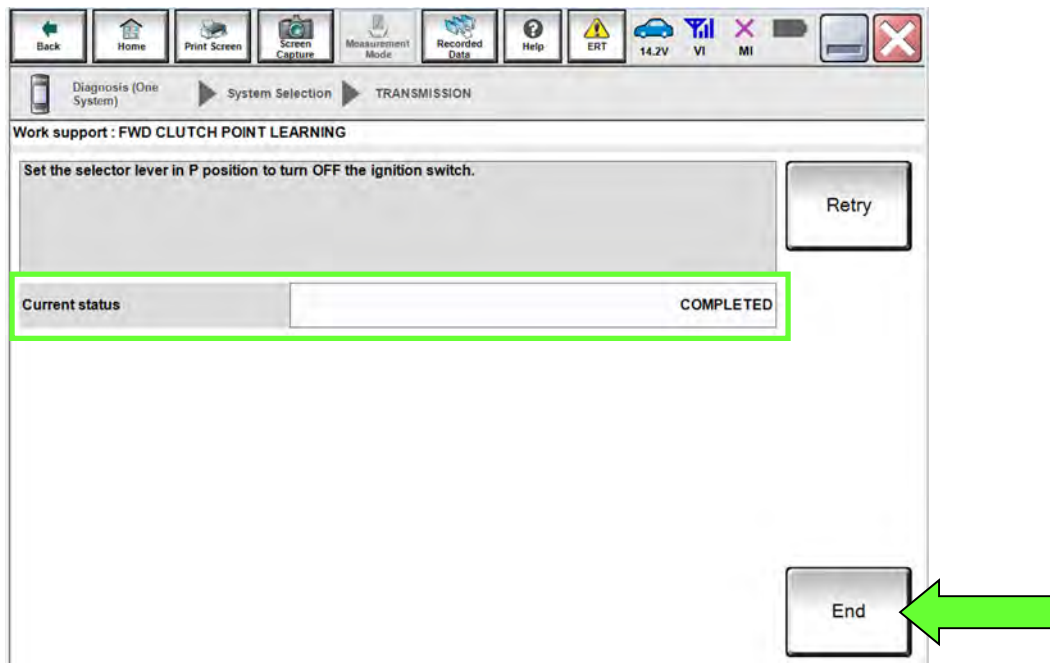 Back
Home
Print Screen
Screen
Capture
Measurement
Mode
Recorded
Data
Help
ERT
14.2V
VI
MI
Diagnosis (One
System)
System Selection
TRANSMISSION
Work support : FWD CLUTCH POINT LEARNING
Set the selector lever in P position to turn OFF the ignition switch.
Retry
Current status
COMPLETED
End